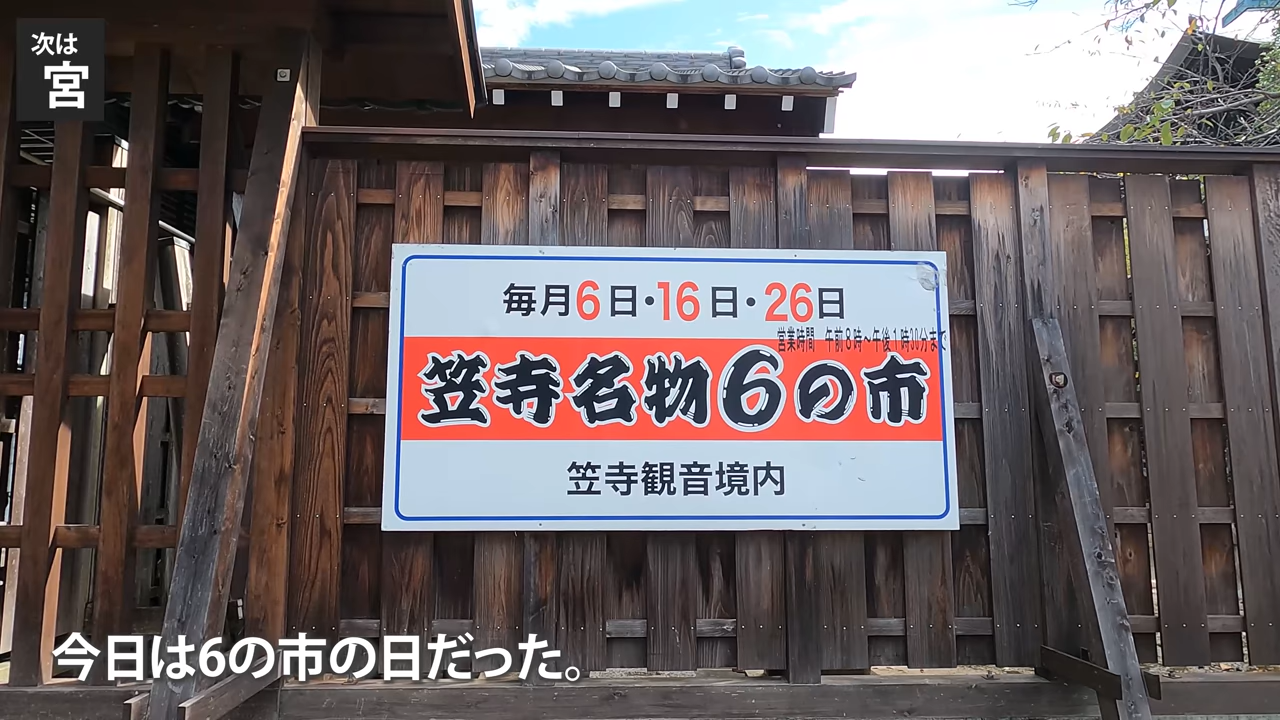 次は
宮
毎月6日・16日・26日
営業時間 午前8時～午後1時30分まで
笠寺名物6の市
笠寺観音境内
今日は6の市の日だった。